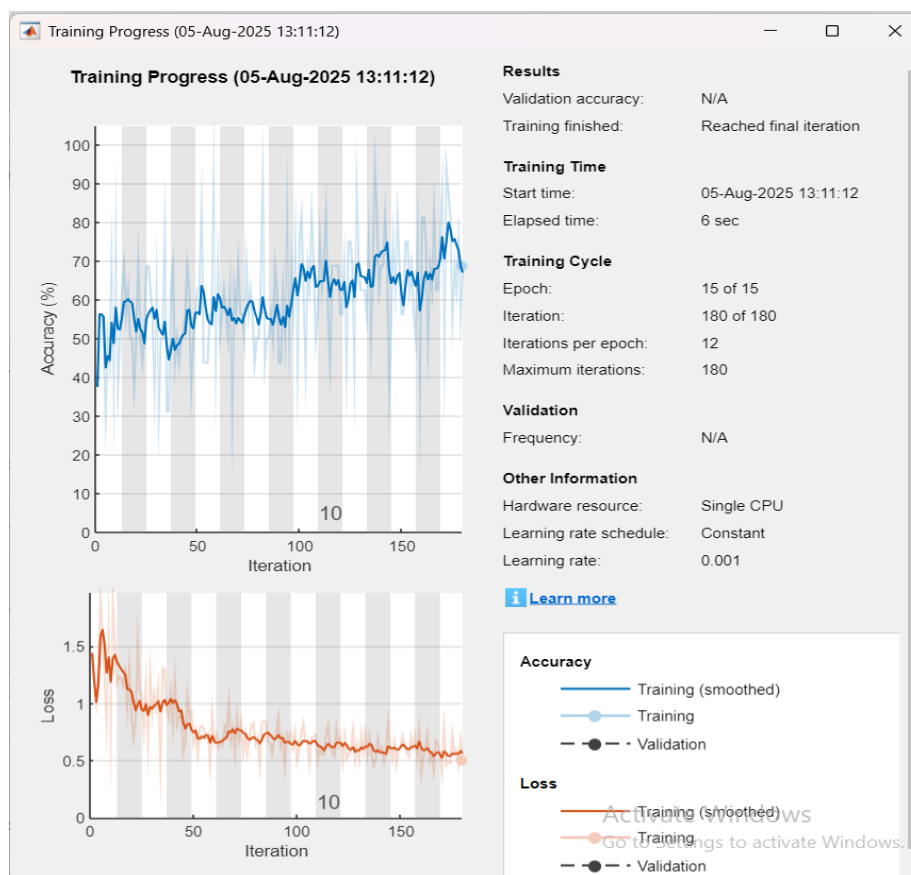 Training Progress (05-Aug-2025 13:11:12)
Training Progress (05-Aug-2025 13:11:12)
100
90
80
70
60
50
40
30
20
10
0
Accuracy (%)
10
0 50 100 150
Iteration
1.5
1
0.5
0
Loss
10
0 50 100 150
Iteration
Results
Validation accuracy: N/A
Training finished: Reached final iteration
Training Time
Start time: 05-Aug-2025 13:11:12
Elapsed time: 6 sec
Training Cycle
Epoch: 15 of 15
Iteration: 180 of 180
Iterations per epoch: 12
Maximum iterations: 180
Validation
Frequency: N/A
Other Information
Hardware resource: Single CPU
Learning rate schedule: Constant
Learning rate: 0.001
i Learn more
Accuracy
Training (smoothed)
Training
Validation
Loss
Training (smoothed)
Training
Validation
Activate Windows
Go to Settings to activate Windows.